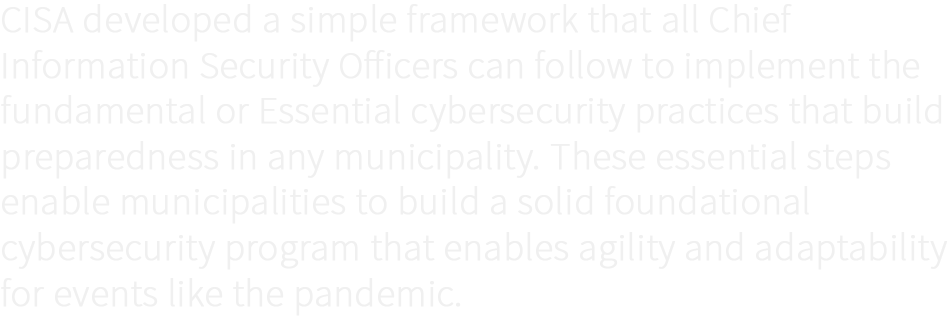 CISA developed a simple framework that all Chief
Information Security Officers can follow to implement the
fundamental or Essential cybersecurity practices that build
preparedness in any municipality. These essential steps
enable municipalities to build a solid foundational
cybersecurity program that enables agility and adaptability
for events like the pandemic.